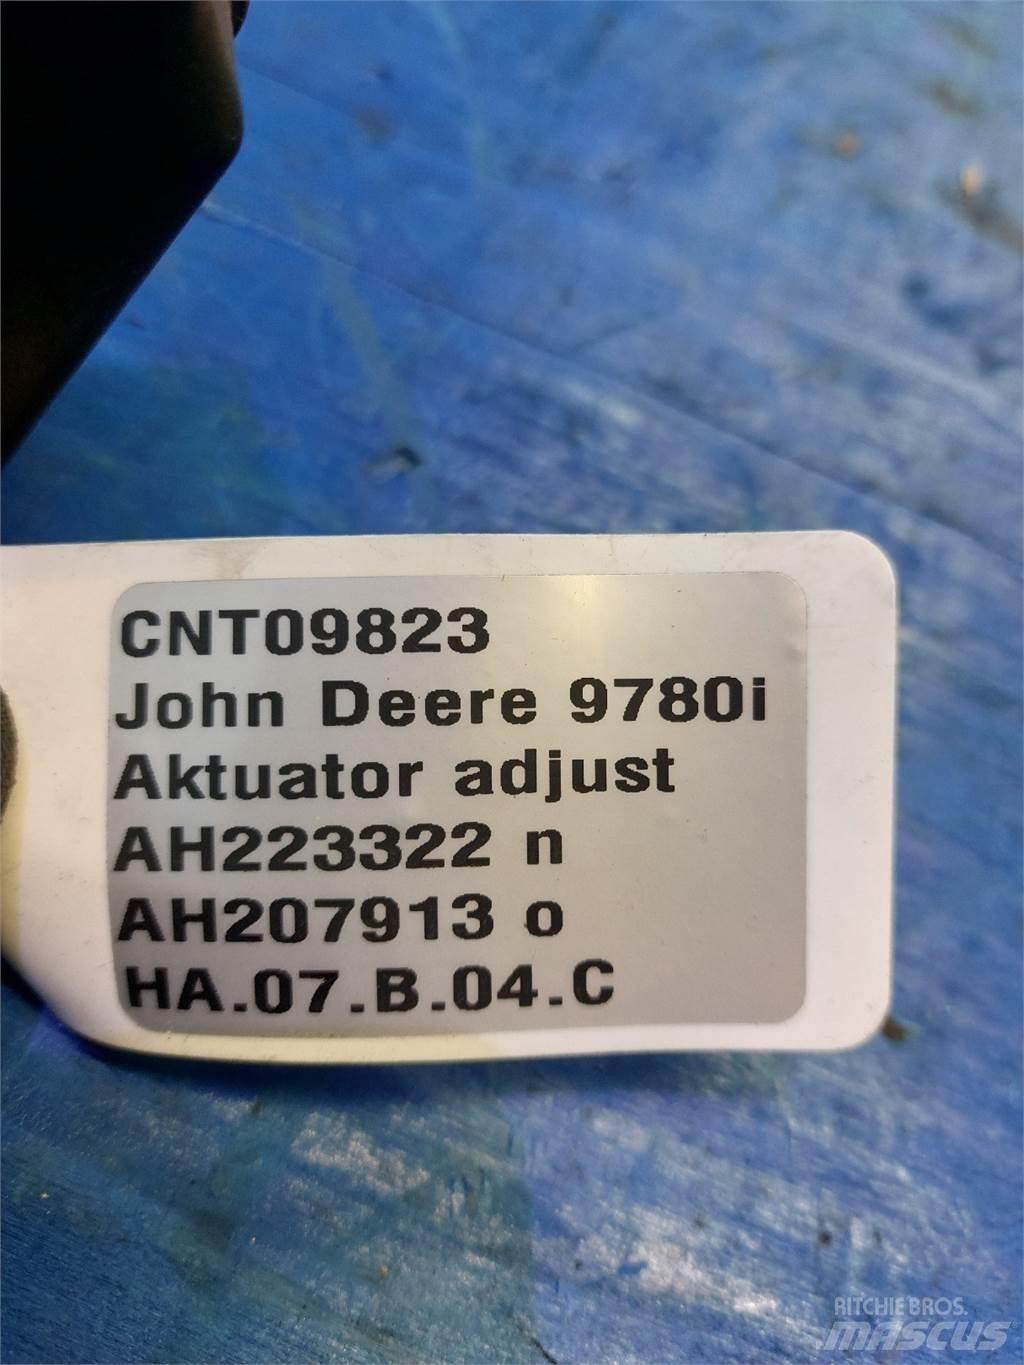 CNT09823
John Deere 9780i
Aktuator adjust
AH223322 n
AH207913 o
HA.07.B.04.C
RITCHIE BROS.
MASCUS